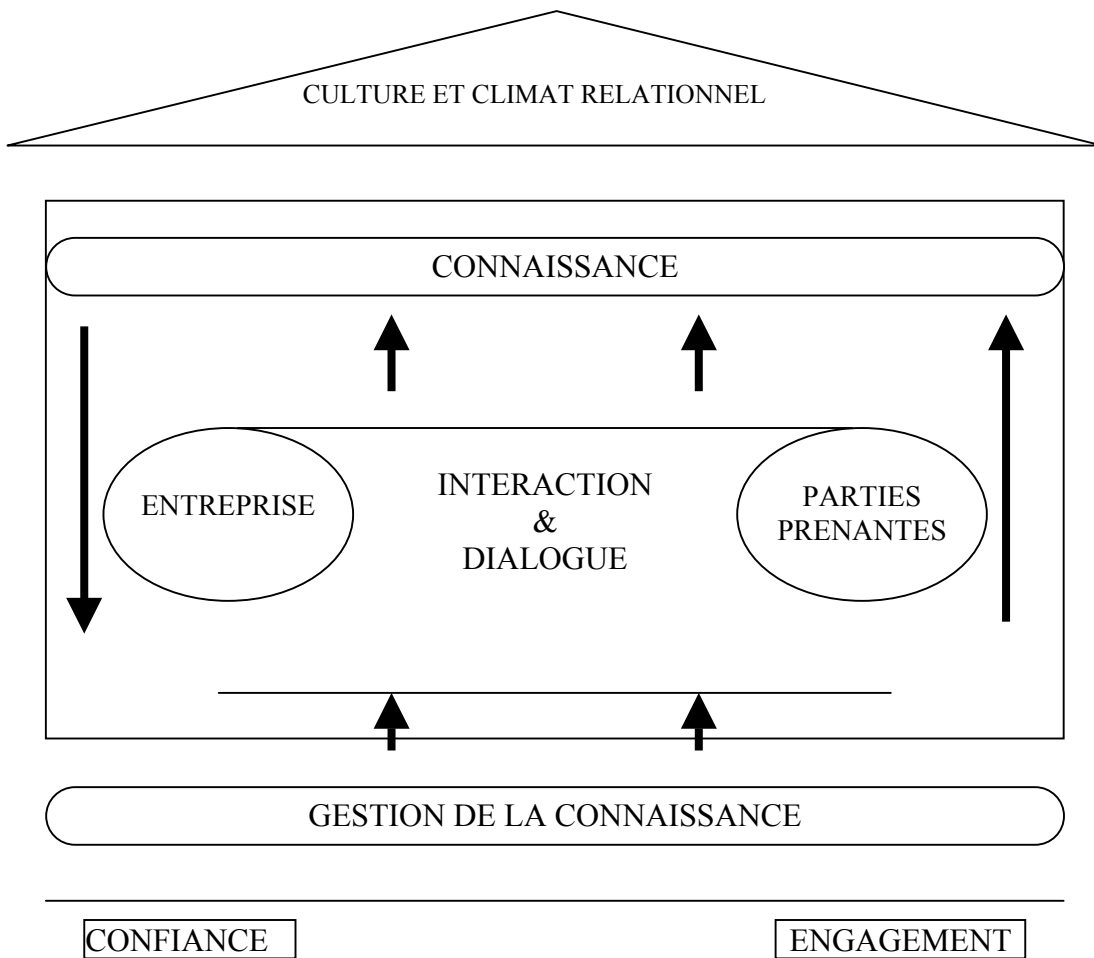 CULTURE ET CLIMAT RELATIONNEL
CONNAISSANCE
ENTREPRISE
INTERACTION
&
DIALOGUE
PARTIES
PRENANTES
GESTION DE LA CONNAISSANCE
CONFIANCE
ENGAGEMENT